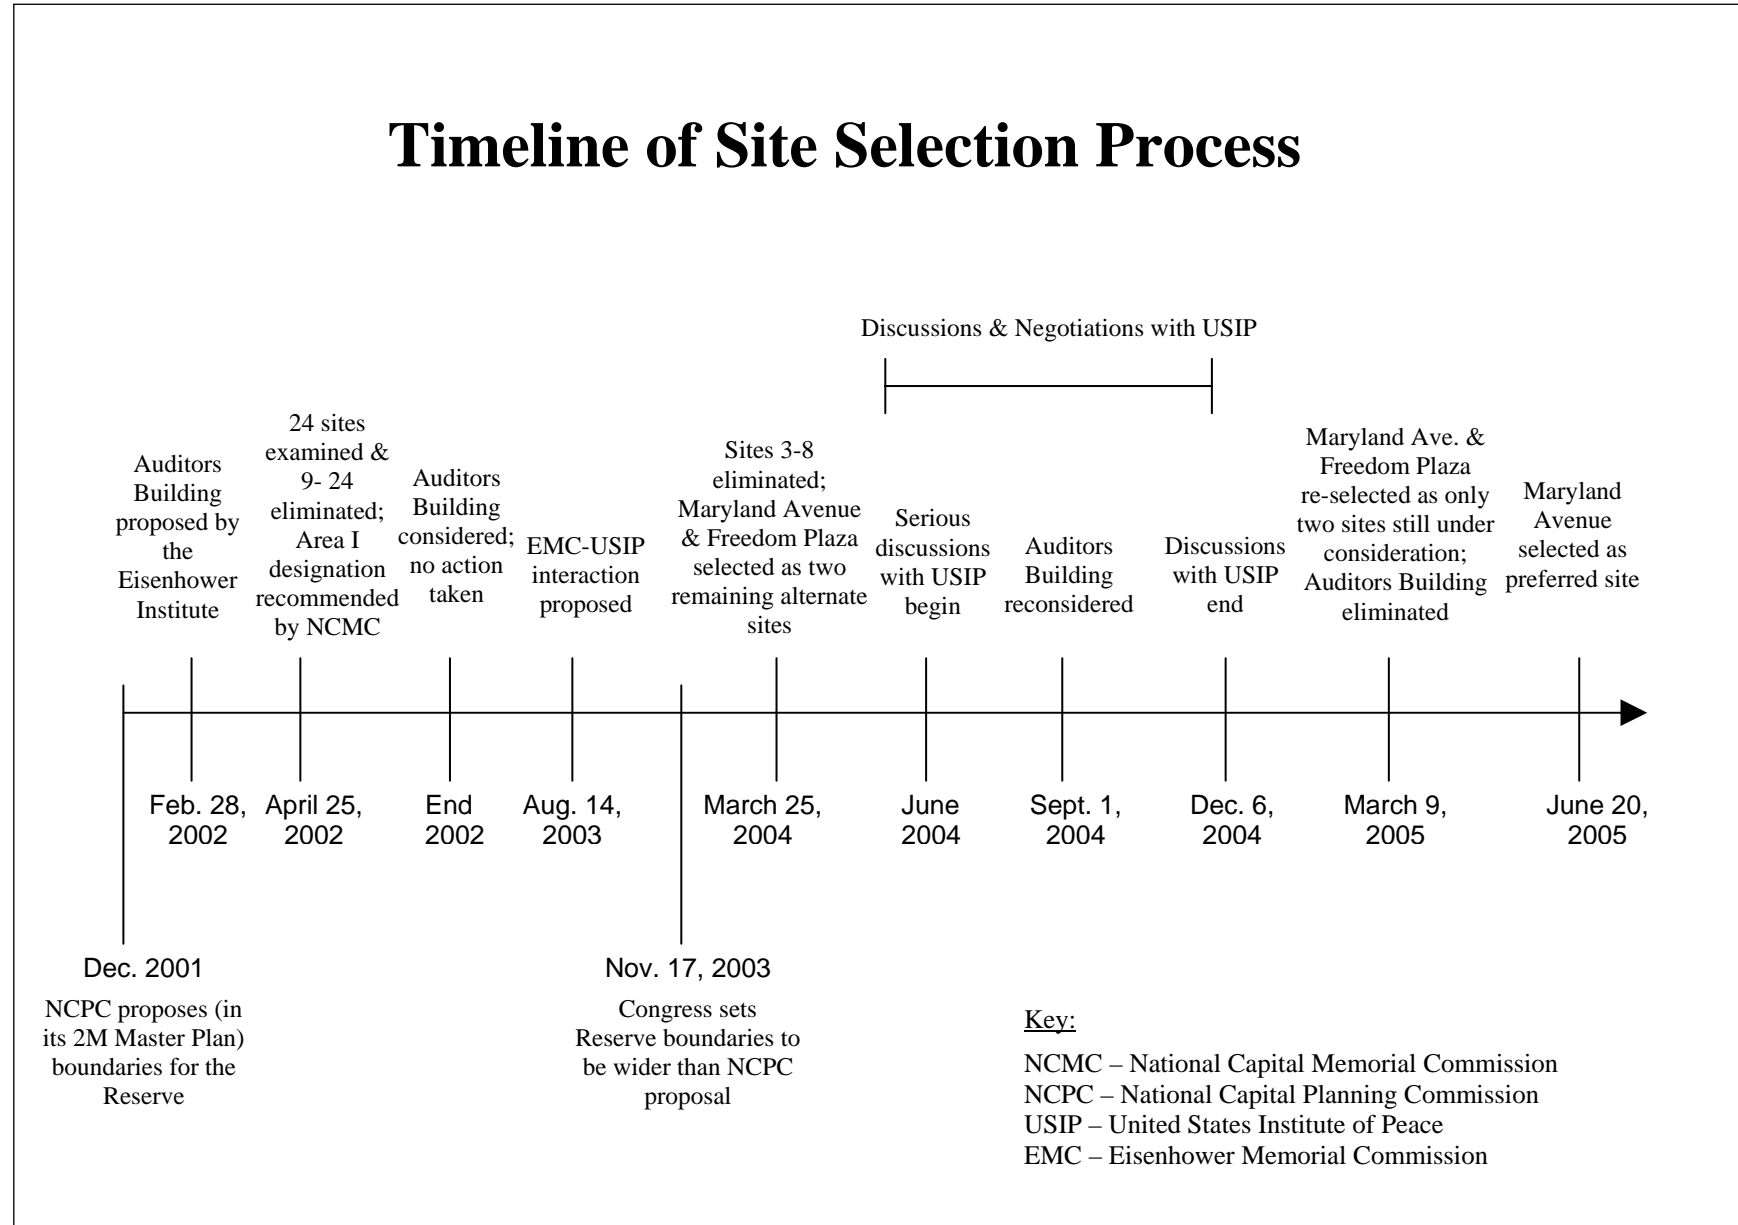 Timeline of Site Selection Process
Discussions & Negotiations with USIP
Auditors
Building
proposed by
the
Eisenhower
Institute
24 sites
examined &
9- 24
eliminated;
Area I
designation
recommended
by NCMC
Auditors
Building
considered;
no action
taken
EMC-USIP
interaction
proposed
Sites 3-8
eliminated;
Maryland Avenue
& Freedom Plaza
selected as two
remaining alternate
sites
Serious
discussions
with USIP
begin
Auditors
Building
reconsidered
Discussions
with USIP
end
Maryland Ave. &
Freedom Plaza
re-selected as only
two sites still under
consideration;
Auditors Building
eliminated
Maryland
Avenue
selected as
preferred site
Feb. 28,
2002
April 25,
2002
End
2002
Aug. 14,
2003
March 25,
2004
June
2004
Sept. 1,
2004
Dec. 6,
2004
March 9,
2005
June 20,
2005
Dec. 2001
NCPC proposes (in
its 2M Master Plan)
boundaries for the
Reserve
Nov. 17, 2003
Congress sets
Reserve boundaries to
be wider than NCPC
proposal
Key:
NCMC – National Capital Memorial Commission
NCPC – National Capital Planning Commission
USIP – United States Institute of Peace
EMC – Eisenhower Memorial Commission